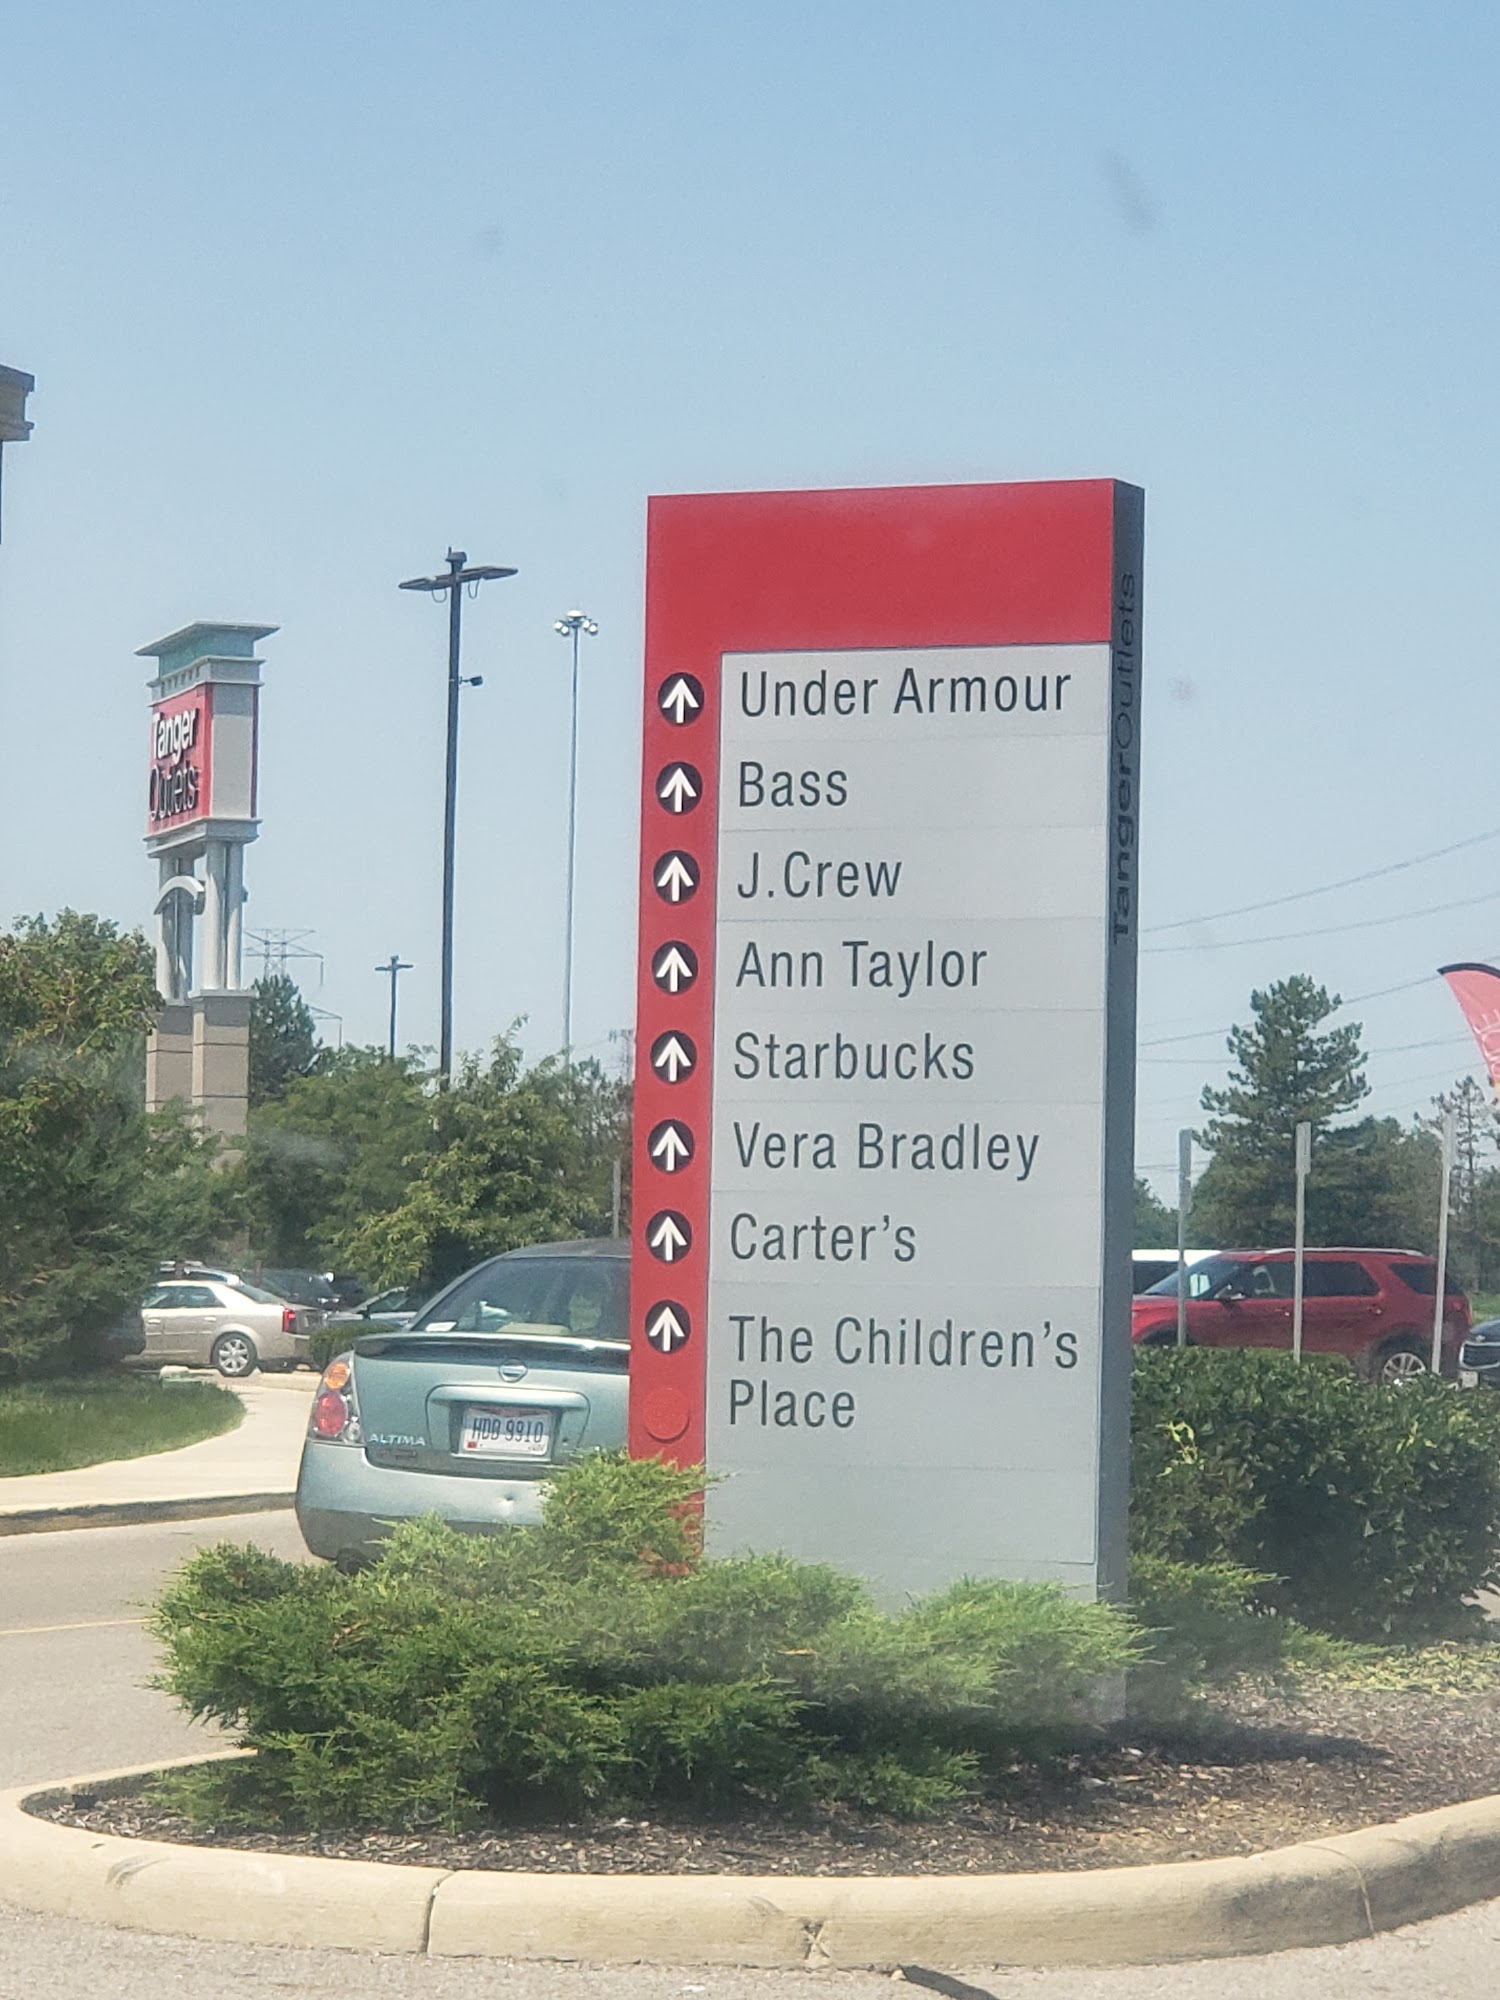 Tanger
Outlets
Under Armour
Bass
J.Crew
Ann Taylor
Starbucks
Vera Bradley
Carter's
The Children's
Place
TangerOutlets
ALTIMA
HDB 9910